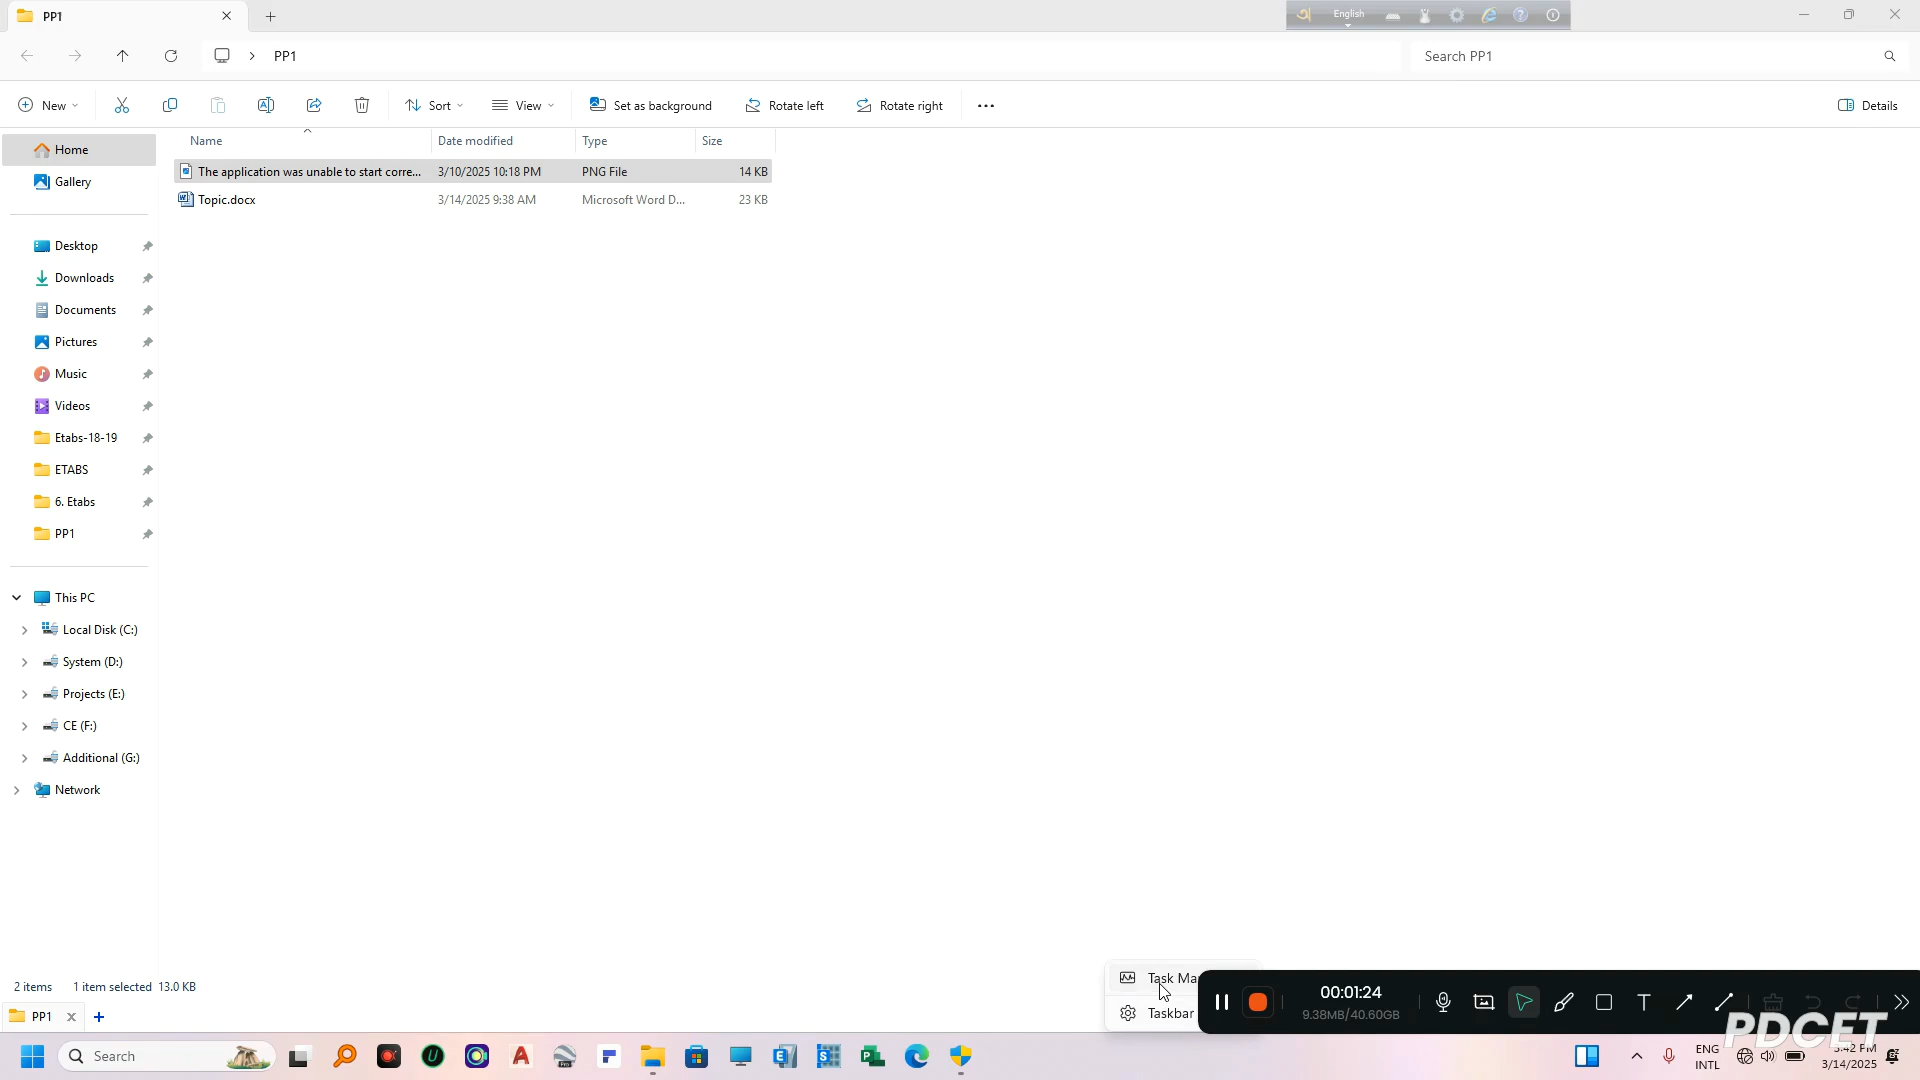 PP1
English
PP1
Search PP1
New
Sort
View
Set as background
Rotate left
Rotate right
Details
Name
Date modified
Type
Size
Home
The application was unable to start corre...
3/10/2025 10:18 PM
PNG File
14 KB
Gallery
Topic.docx
3/14/2025 9:38 AM
Microsoft Word D...
23 KB
Desktop
Downloads
Documents
Pictures
Music
Videos
Etabs-18-19
ETABS
6. Etabs
PP1
This PC
Local Disk (C:)
System (D:)
Projects (E:)
CE (F:)
Additional (G:)
Network
2 items
1 item selected 13.0 KB
Task Ma
Taskbar
00:01:24
9.38MB/40.60GB
PP1
PDCET
Search
ENG
INTL
3:42 PM
3/14/2025